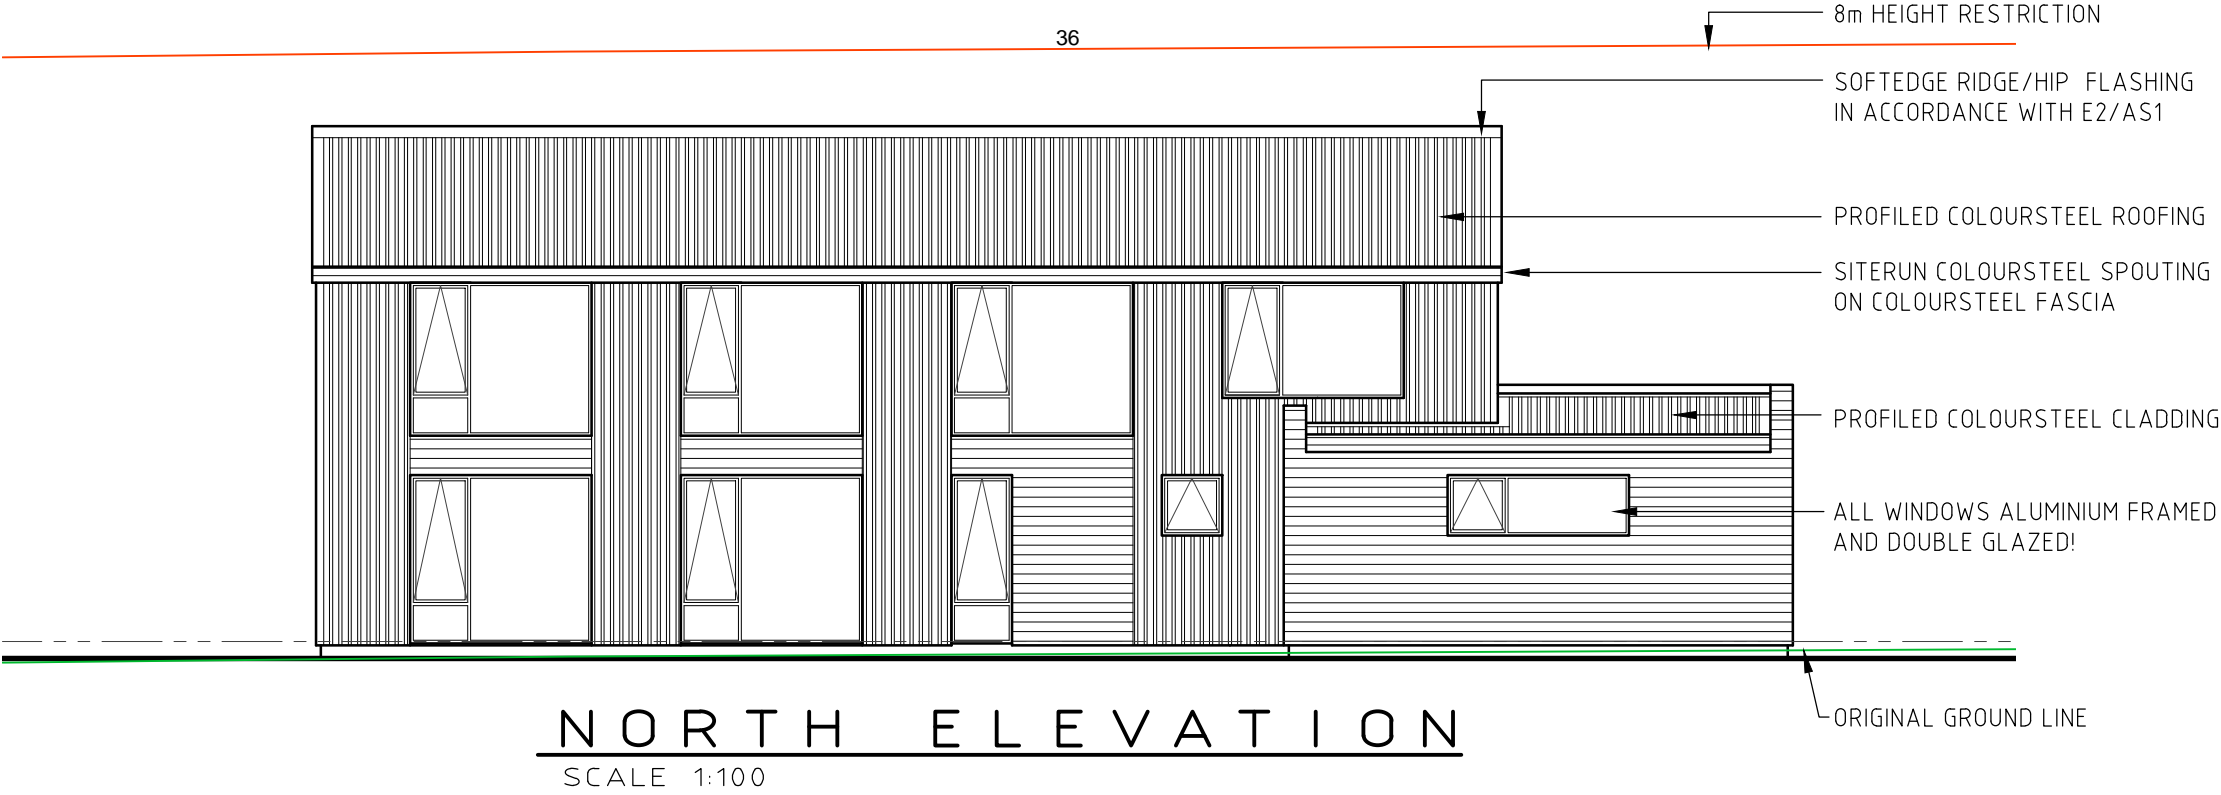 8m HEIGHT RESTRICTION
36
SOFTEDGE RIDGE/HIP FLASHING
IN ACCORDANCE WITH E2/AS1
PROFILED COLOURSTEEL ROOFING
SITERUN COLOURSTEEL SPOUTING
ON COLOURSTEEL FASCIA
PROFILED COLOURSTEEL CLADDING
ALL WINDOWS ALUMINIUM FRAMED
AND DOUBLE GLAZED!
ORIGINAL GROUND LINE
NORTH ELEVATION
SCALE 1:100